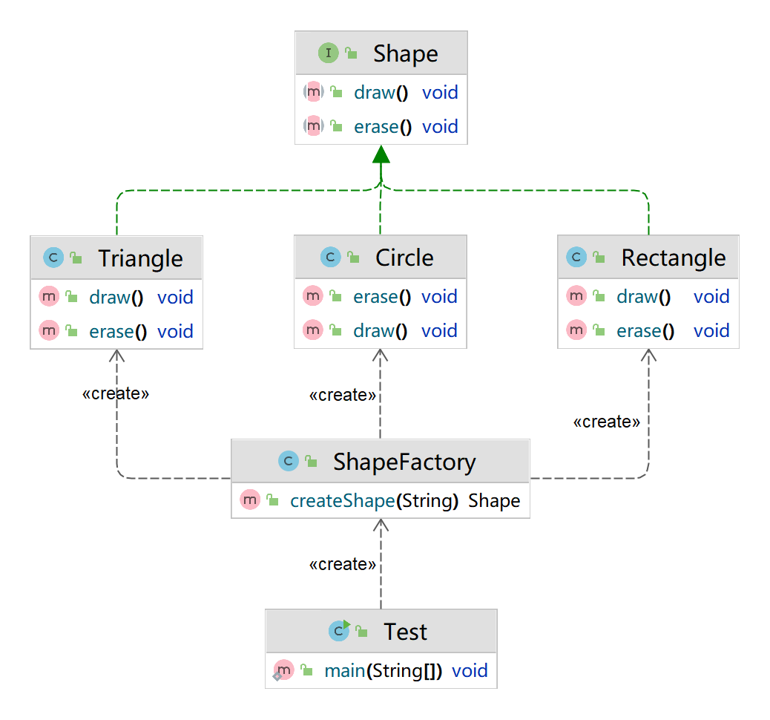 Shape
draw() void
erase() void
Triangle
draw() void
erase() void
Circle
erase() void
draw() void
Rectangle
draw() void
erase() void
«create»
«create»
«create»
ShapeFactory
createShape(String) Shape
«create»
Test
main(String[]) void